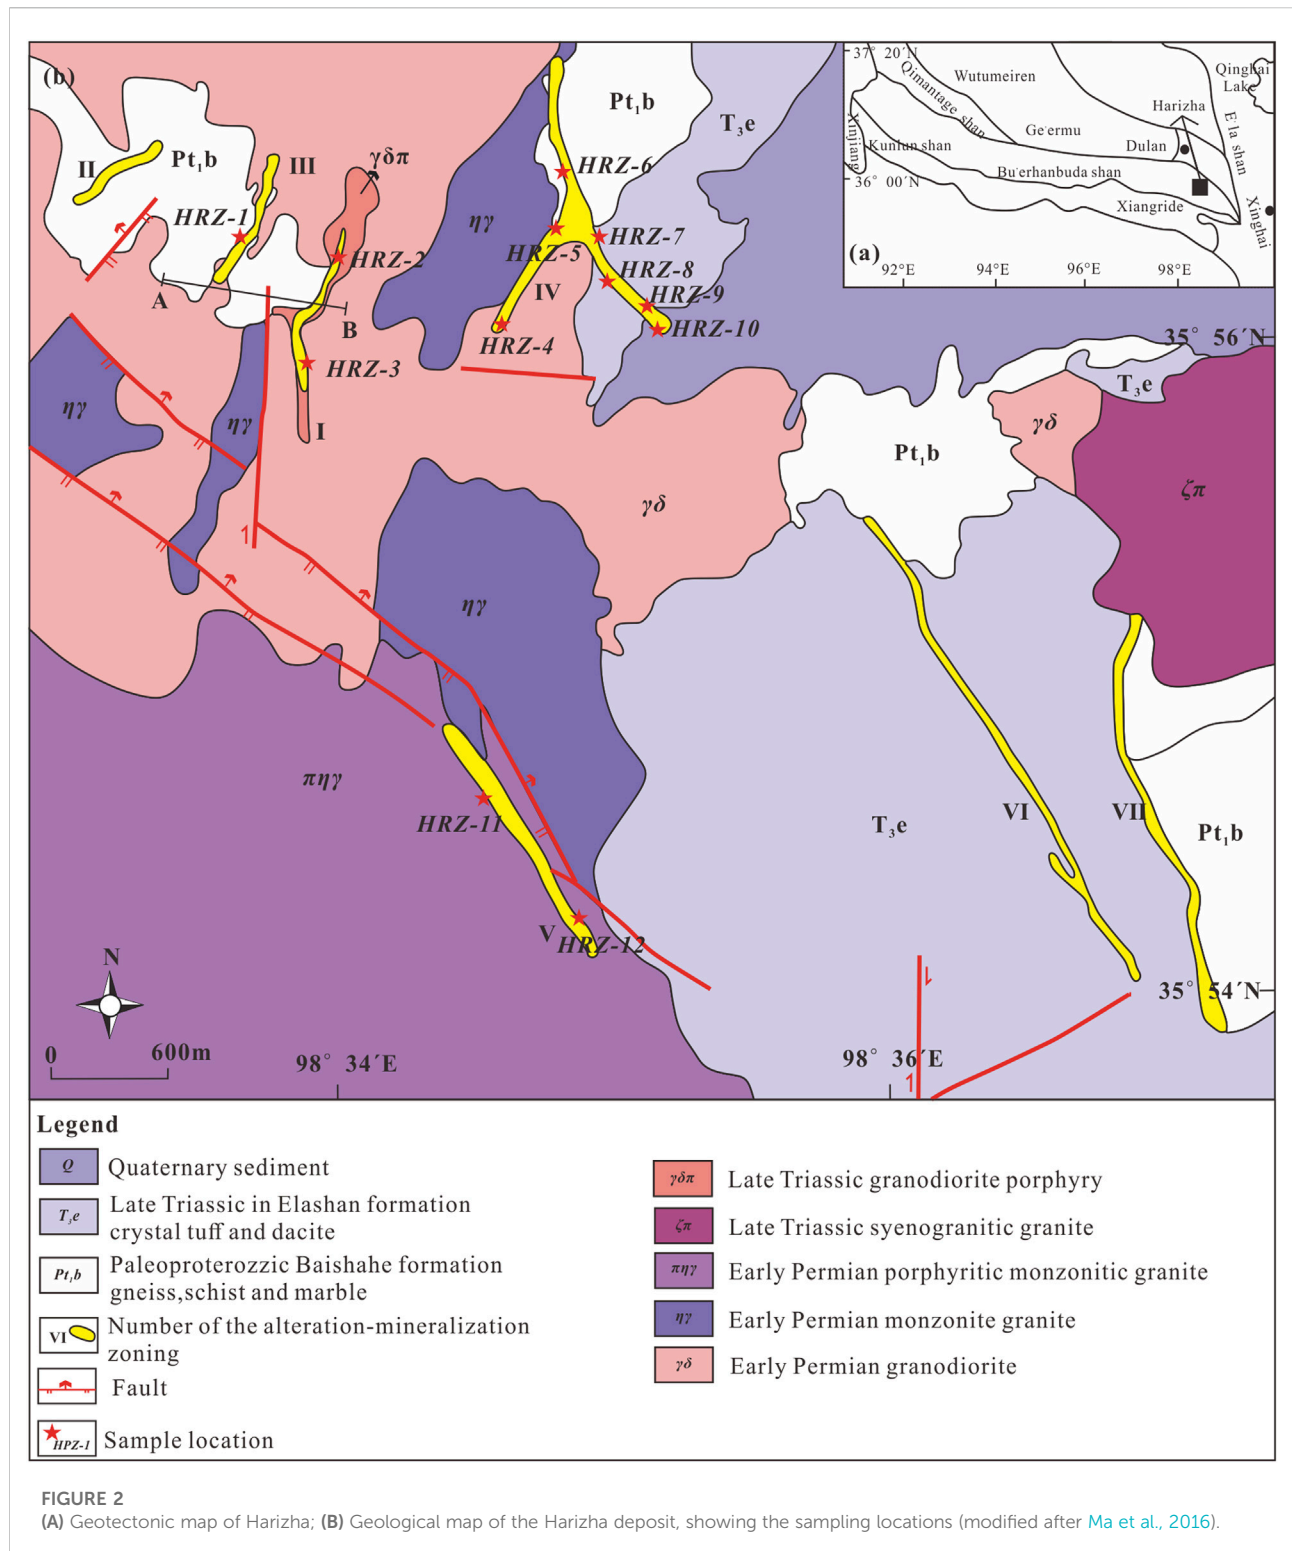 (b)
Pt₁b
T₃e
II
Pt₁b
III
γδπ
HRZ-1
HRZ-2
A
B
HRZ-3
I
ηγ
HRZ-6
HRZ-5
HRZ-7
HRZ-8
HRZ-9
HRZ-10
IV
HRZ-4
37° 20′N
Wutumeiren
Qinghai
Lake
Qimantage shan
Harizha
Ge'ermu
E'la shan
Xinjiang
Kunlun shan
Dulan
Bu'erhanbuda shan
36° 00′N
Xiangride
Xinghai
(a)
92°E
94°E
96°E
98°E
35° 56′N
ηγ
ηγ
T₃e
γδ
Pt₁b
γδ
ζπ
ηγ
πηγ
HRZ-11
T₃e
VI
VII
Pt₁b
V
HRZ-12
N
35° 54′N
0
600m
98° 34′E
98° 36′E
Legend
Q
Quaternary sediment
T₃e
Late Triassic in Elashan formation
crystal tuff and dacite
Pt₁b
Paleoproterozzic Baishahe formation
gneiss,schist and marble
VI
Number of the alteration-mineralization
zoning
Fault
HPZ-1
Sample location
γδπ
Late Triassic granodiorite porphyry
ζπ
Late Triassic syenogranitic granite
πηγ
Early Permian porphyritic monzonitic granite
ηγ
Early Permian monzonite granite
γδ
Early Permian granodiorite
FIGURE 2
(A) Geotectonic map of Harizha; (B) Geological map of the Harizha deposit, showing the sampling locations (modified after Ma et al., 2016).